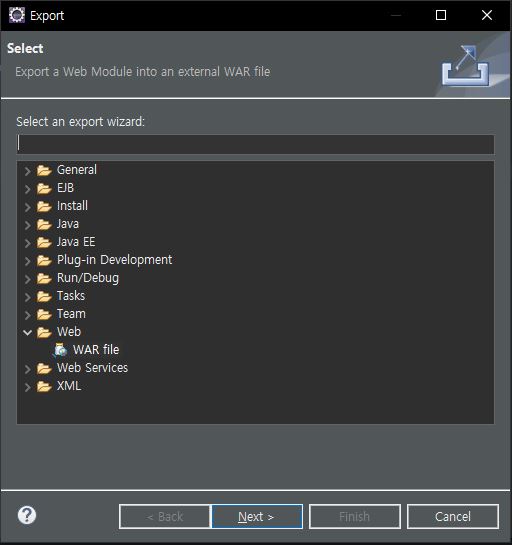 Export
Select
Export a Web Module into an external WAR file
Select an export wizard:
General
EJB
Install
Java
Java EE
Plug-in Development
Run/Debug
Tasks
Team
Web
WAR file
Web Services
XML
< Back
Next >
Finish
Cancel